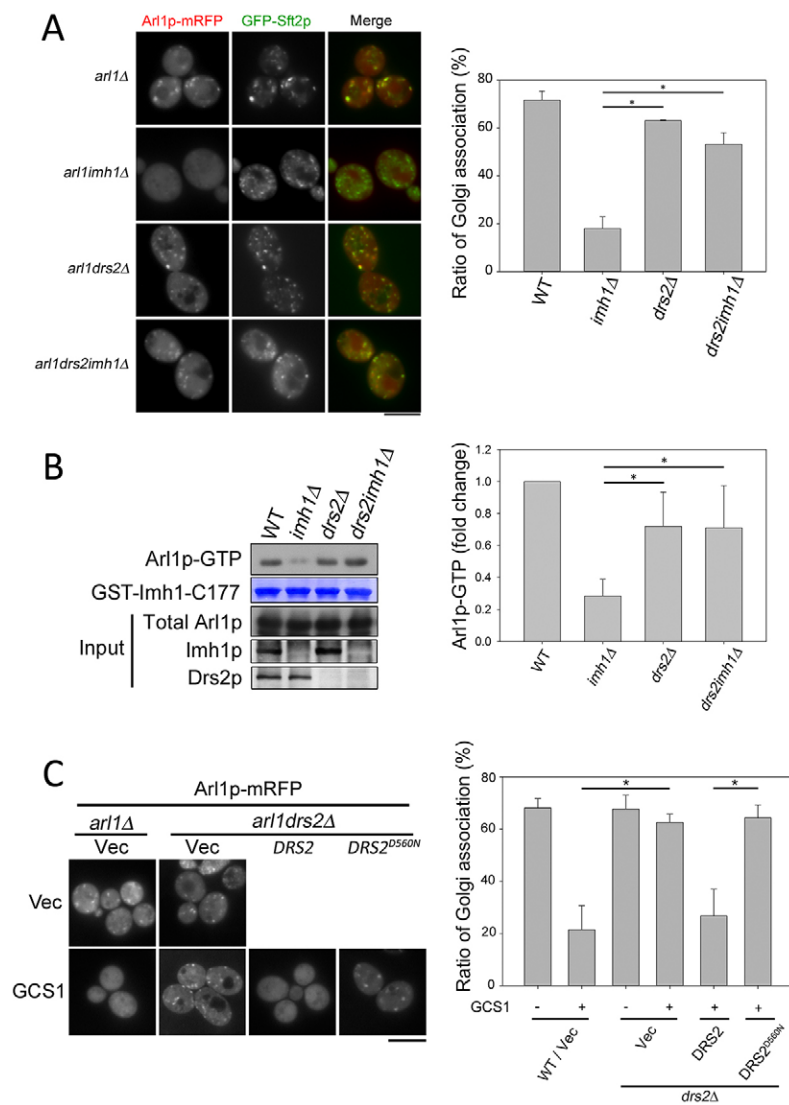 A
Arl1p-mRFP GFP-Sft2p Merge
arl1Δ
arl1imh1Δ
arl1drs2Δ
arl1drs2imh1Δ
Ratio of Golgi association (%)
80
60
40
20
0
*
*
WT imh1Δ drs2Δ drs2imh1Δ
B
WT imh1Δ drs2Δ drs2imh1Δ
Arl1p-GTP
GST-Imh1-C177
Input
Total Arl1p
Imh1p
Drs2p
Arl1p-GTP (fold change)
1.2
1.0
0.8
0.6
0.4
0.2
0.0
*
*
WT imh1Δ drs2Δ drs2imh1Δ
C
Arl1p-mRFP
arl1Δ arl1drs2Δ
Vec Vec DRS2 DRS2^D560N
Vec
GCS1
Ratio of Golgi association (%)
80
60
40
20
0
* *
GCS1 - + - + + +
WT / Vec Vec DRS2 DRS2^D560N
drs2Δ